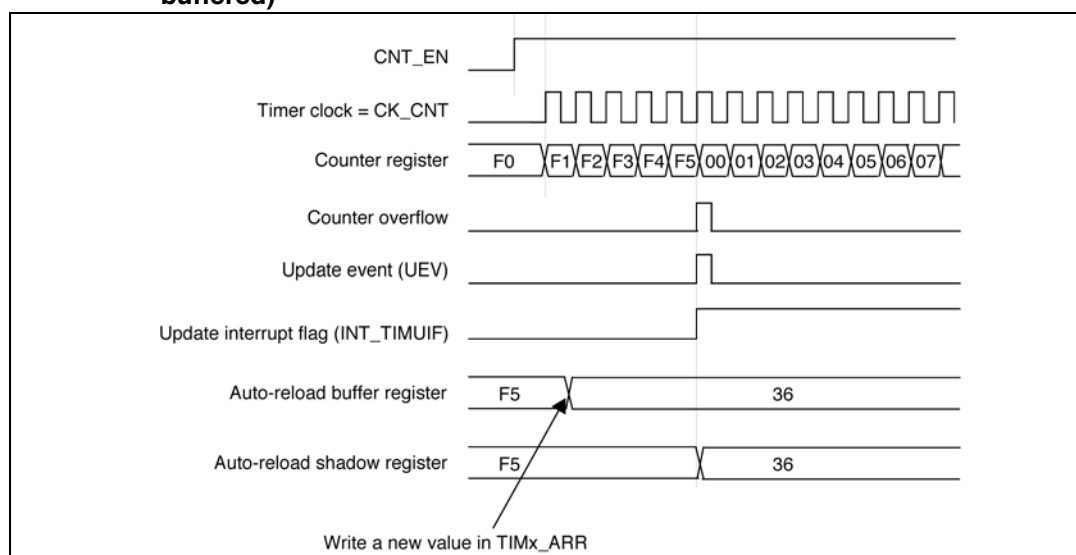 buffered)
CNT_EN
Timer clock = CK_CNT
Counter register F0 F1 F2 F3 F4 F5 00 01 02 03 04 05 06 07
Counter overflow
Update event (UEV)
Update interrupt flag (INT_TIMUIF)
Auto-reload buffer register F5 36
Auto-reload shadow register F5 36
Write a new value in TIMx_ARR